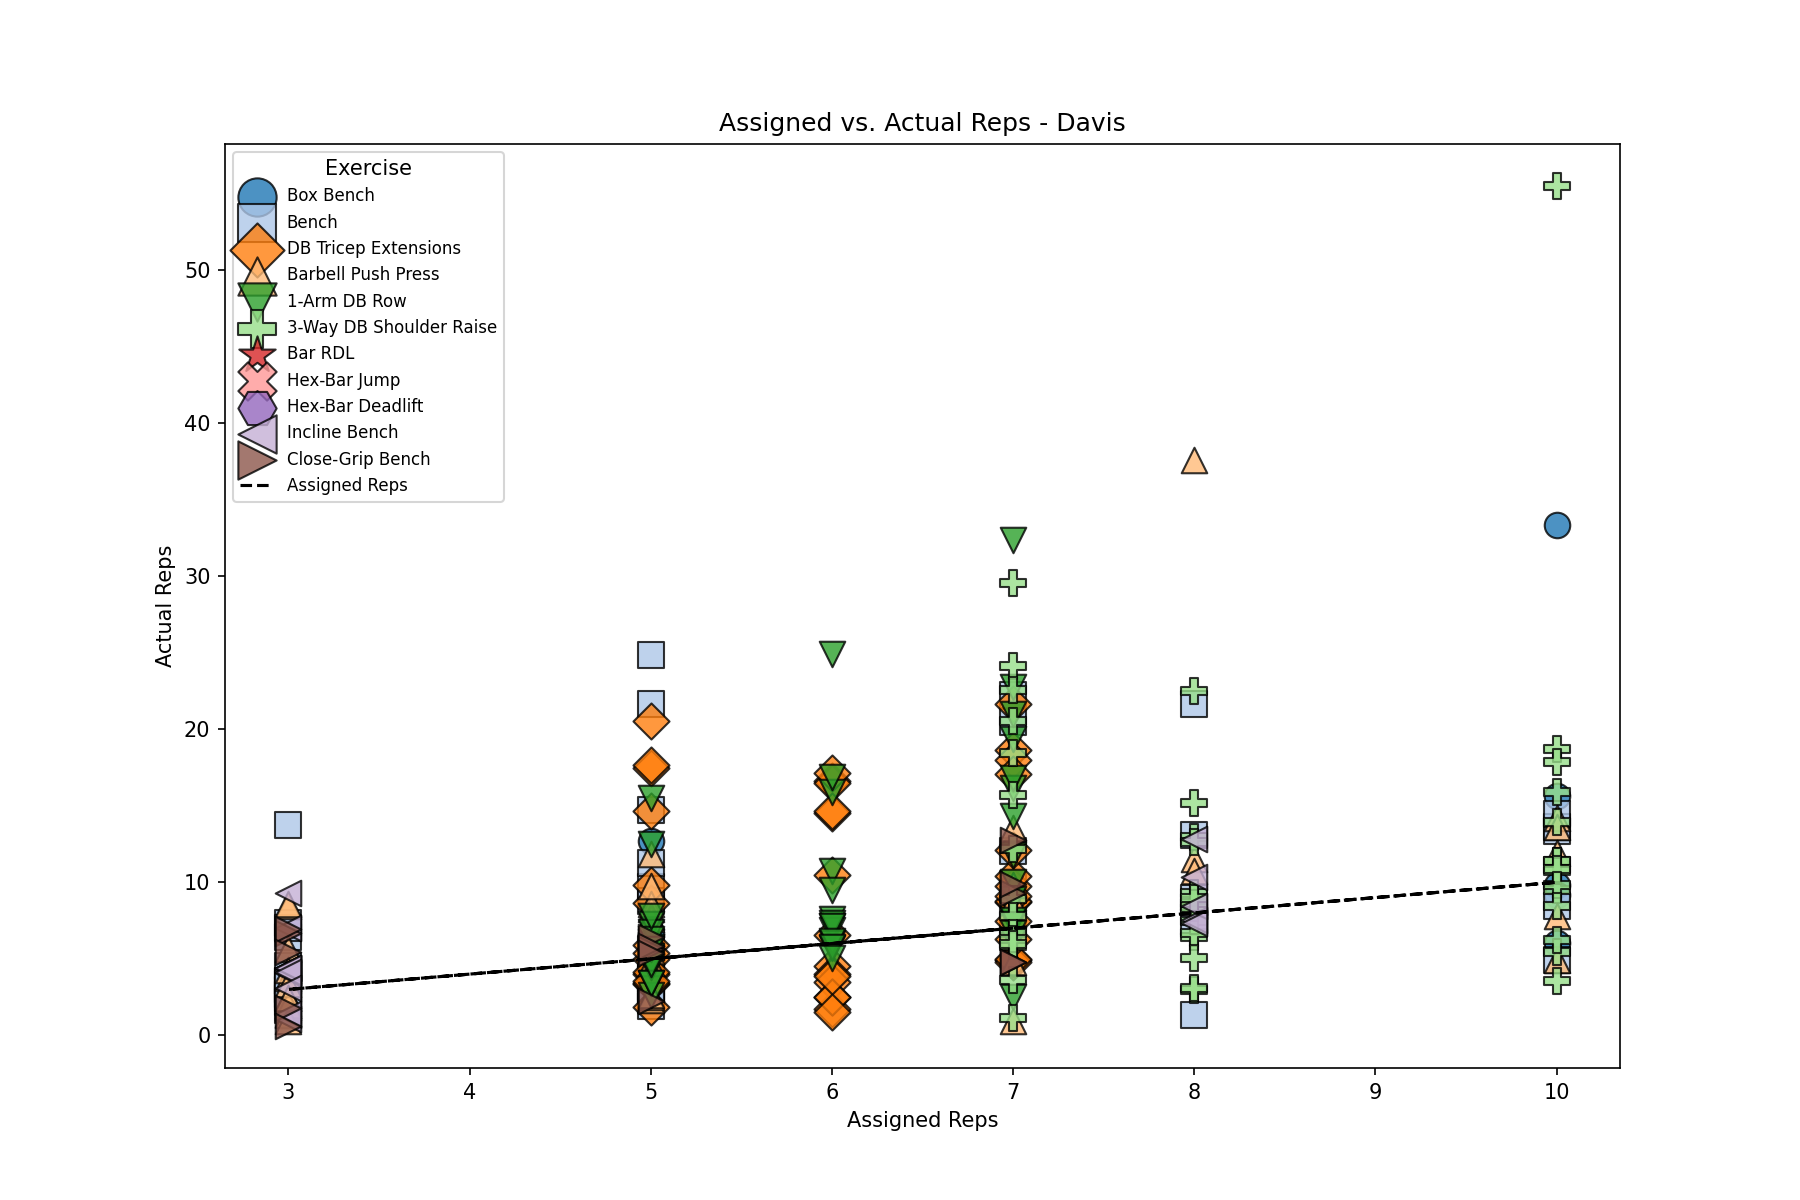 Assigned vs. Actual Reps - Davis
Exercise
Box Bench
Bench
DB Tricep Extensions
Barbell Push Press
1-Arm DB Row
3-Way DB Shoulder Raise
Bar RDL
Hex-Bar Jump
Hex-Bar Deadlift
Incline Bench
Close-Grip Bench
Assigned Reps
Actual Reps
50
40
30
20
10
0
3 4 5 6 7 8 9 10
Assigned Reps